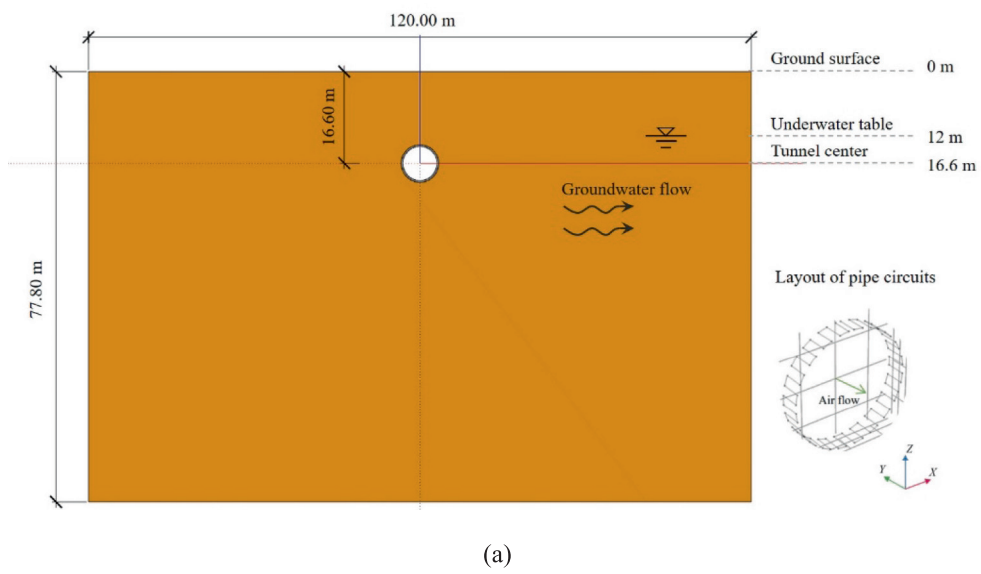 120.00 m
Ground surface
0 m
16.60 m
Underwater table
12 m
Tunnel center
16.6 m
Groundwater flow
77.80 m
Layout of pipe circuits
Air flow
Z
Y
X
(a)